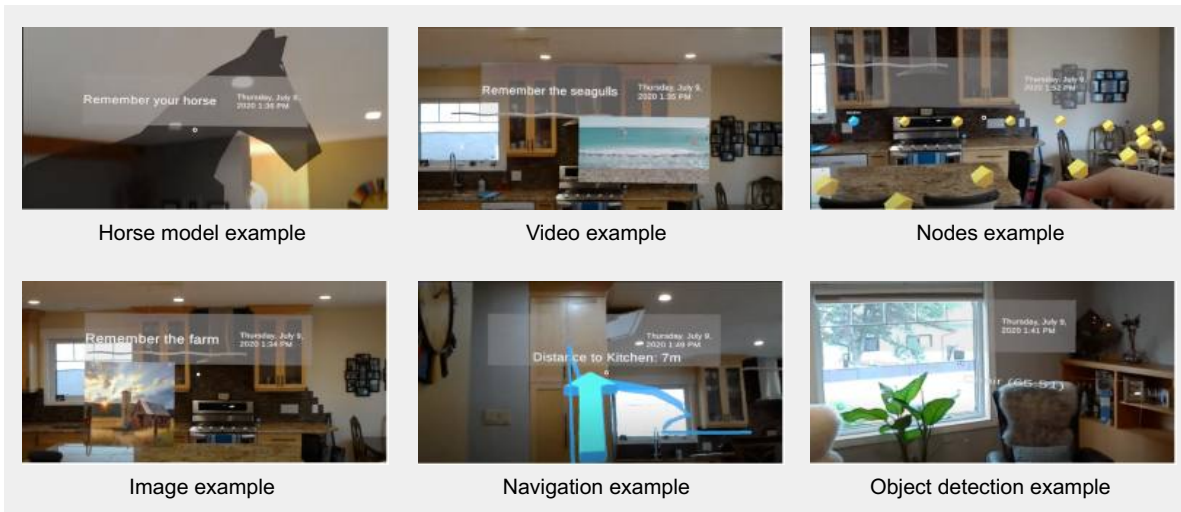 Remember your horse
Thursday, July 9,
2020 1:36 PM
Horse model example
Remember the seagulls
Thursday, July 9,
2020 1:35 PM
Video example
Thursday, July 9,
2020 1:52 PM
Nodes example
Remember the farm
Thursday, July 9,
2020 1:34 PM
Image example
Thursday, July 9,
2020 1:49 PM
Distance to Kitchen: 7m
Navigation example
Thursday, July 9,
2020 1:41 PM
Chair (65.51)
Object detection example